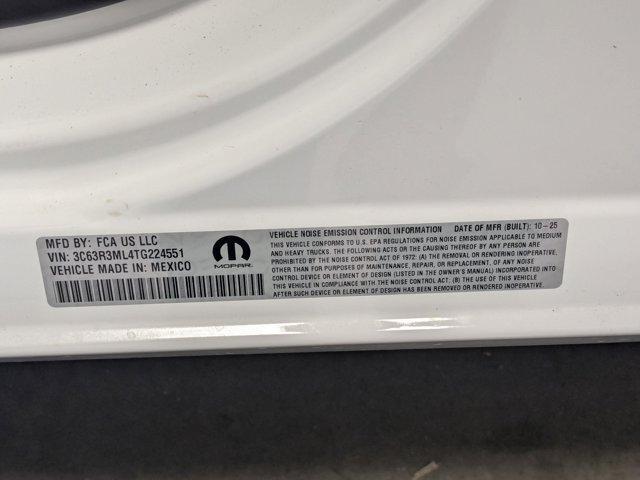 MFD BY: FCA US LLC
VIN: 3C63R3ML4TG224551
VEHICLE MADE IN: MEXICO
MOPAR
VEHICLE NOISE EMISSION CONTROL INFORMATION DATE OF MFR (BUILT): 10-25
THIS VEHICLE CONFORMS TO U.S. EPA REGULATIONS FOR NOISE EMISSION APPLICABLE TO MEDIUM
AND HEAVY TRUCKS. THE FOLLOWING ACTS OR THE CAUSING THEREOF BY ANY PERSON ARE
PROHIBITED BY THE NOISE CONTROL ACT OF 1972: (A) THE REMOVAL OR RENDERING INOPERATIVE,
OTHER THAN FOR PURPOSES OF MAINTENANCE, REPAIR, OR REPLACEMENT, OF ANY NOISE
CONTROL DEVICE OR ELEMENT OF DESIGN (LISTED IN THE OWNER'S MANUAL) INCORPORATED INTO
THIS VEHICLE IN COMPLIANCE WITH THE NOISE CONTROL ACT; (B) THE USE OF THIS VEHICLE
AFTER SUCH DEVICE OR ELEMENT OF DESIGN HAS BEEN REMOVED OR RENDERED INOPERATIVE.